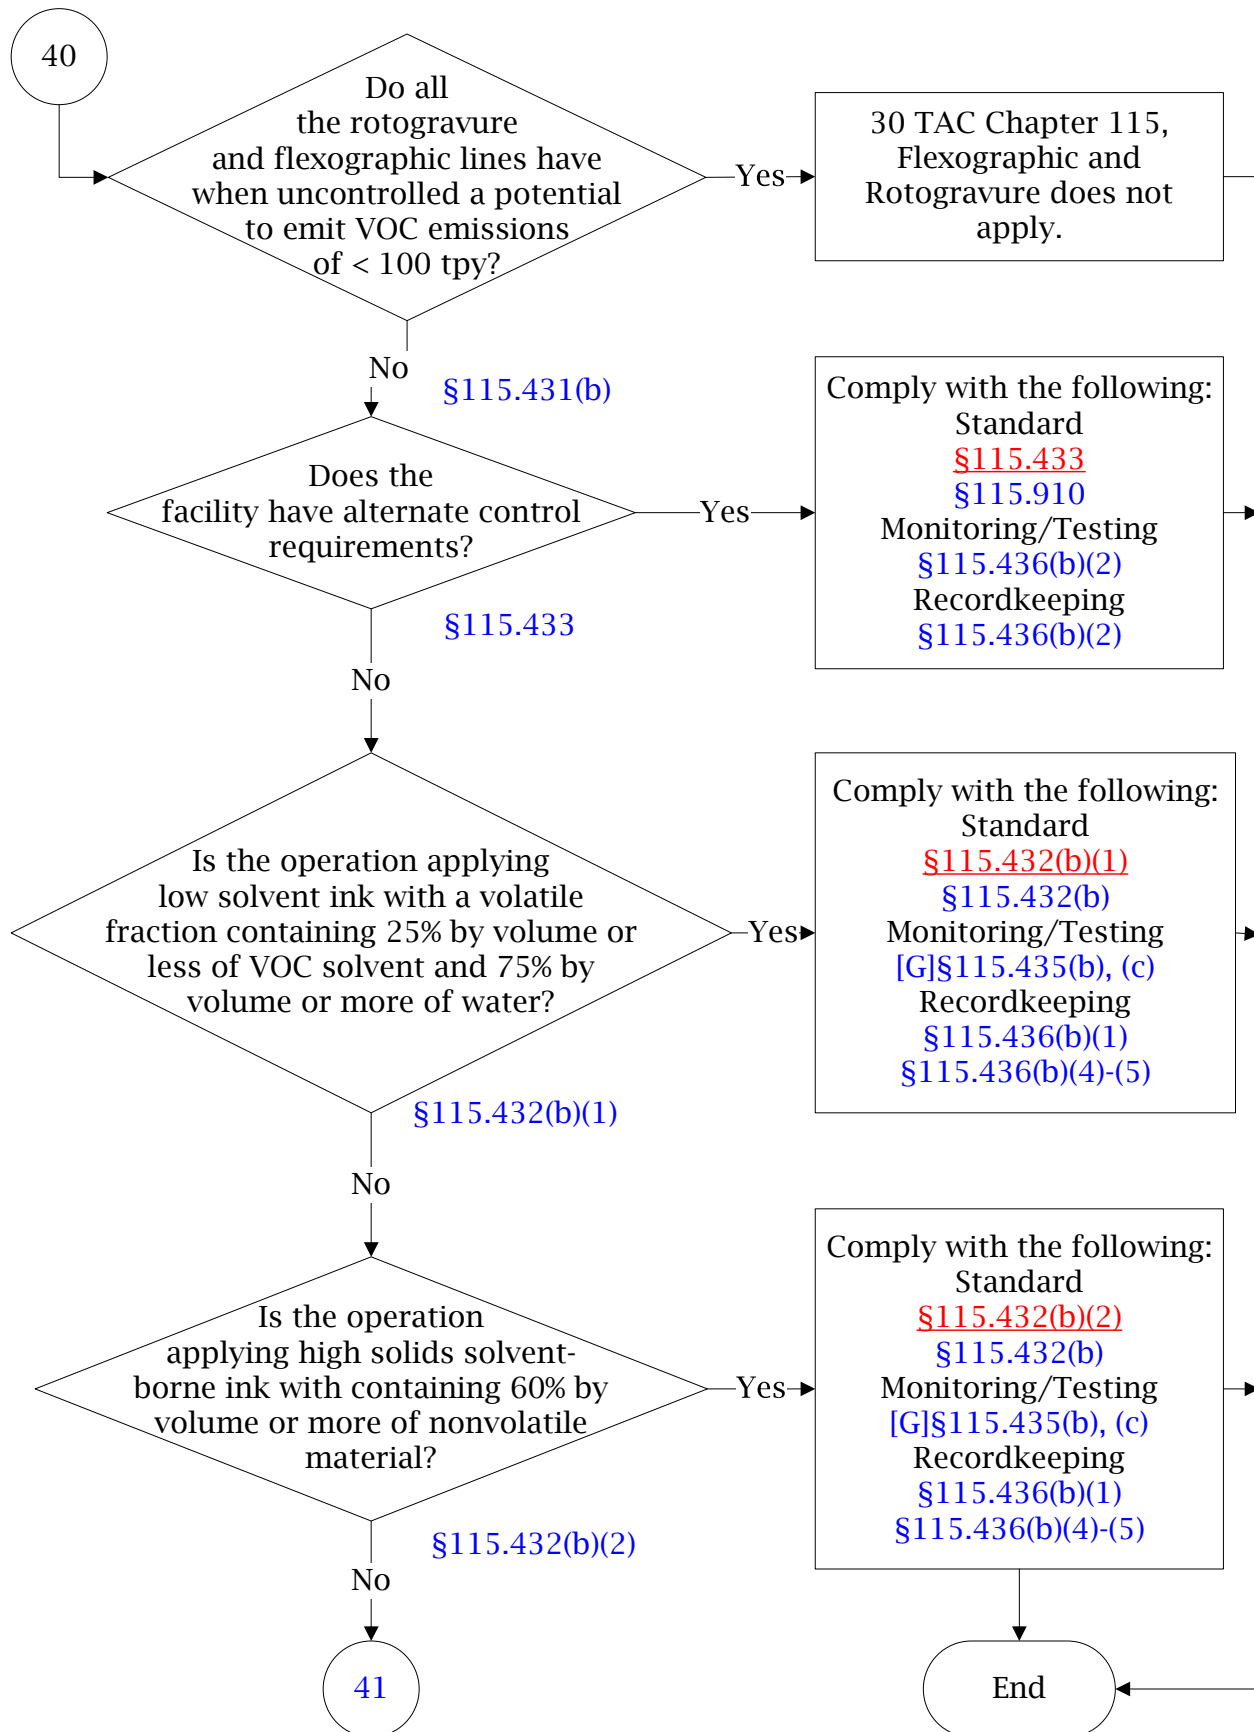 40
Do all
the rotogravure
and flexographic lines have
when uncontrolled a potential
to emit VOC emissions
of < 100 tpy?
Yes
30 TAC Chapter 115,
Flexographic and
Rotogravure does not
apply.
No
§115.431(b)
Does the
facility have alternate control
requirements?
Yes
Comply with the following:
Standard
§115.433
§115.910
Monitoring/Testing
§115.436(b)(2)
Recordkeeping
§115.436(b)(2)
§115.433
No
Is the operation applying
low solvent ink with a volatile
fraction containing 25% by volume or
less of VOC solvent and 75% by
volume or more of water?
Yes
Comply with the following:
Standard
§115.432(b)(1)
§115.432(b)
Monitoring/Testing
[G]§115.435(b), (c)
Recordkeeping
§115.436(b)(1)
§115.436(b)(4)-(5)
§115.432(b)(1)
No
Is the operation
applying high solids solvent-
borne ink with containing 60% by
volume or more of nonvolatile
material?
Yes
Comply with the following:
Standard
§115.432(b)(2)
§115.432(b)
Monitoring/Testing
[G]§115.435(b), (c)
Recordkeeping
§115.436(b)(1)
§115.436(b)(4)-(5)
§115.432(b)(2)
No
41
End